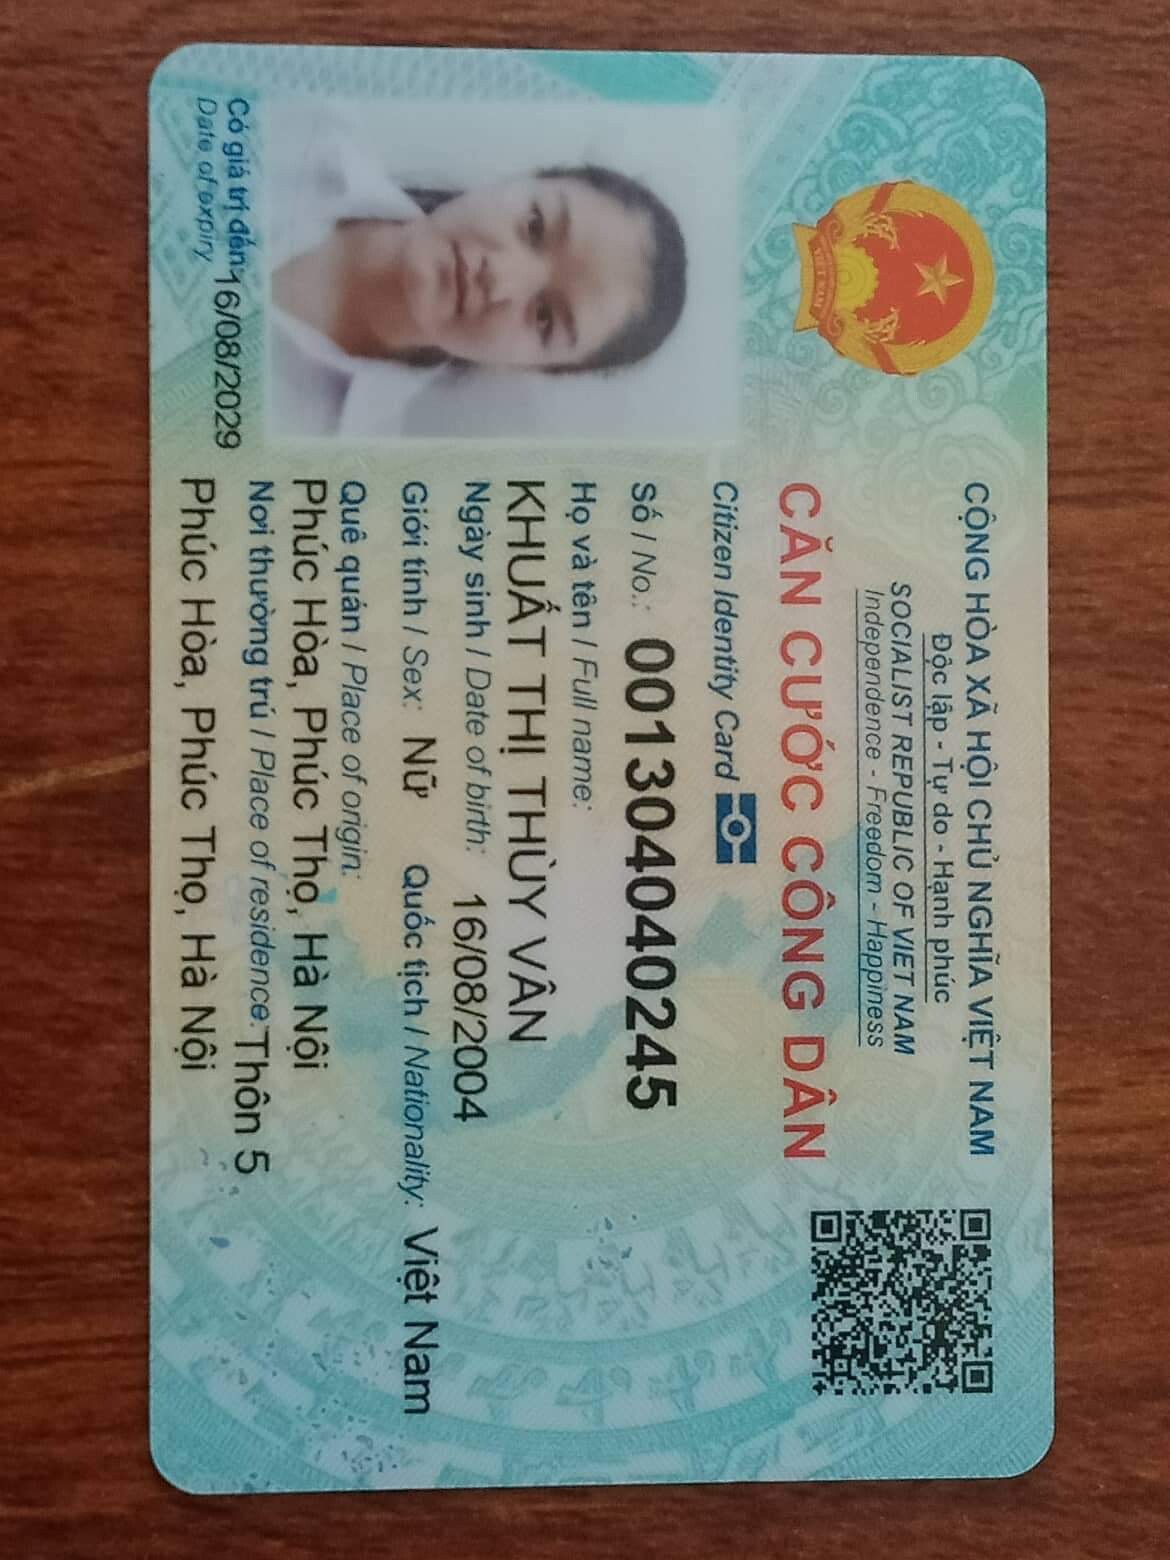 CỘNG HÒA XÃ HỘI CHỦ NGHĨA VIỆT NAM
Độc lập - Tự do - Hạnh phúc
SOCIALIST REPUBLIC OF VIET NAM
Independence - Freedom - Happiness
CĂN CƯỚC CÔNG DÂN
Citizen Identity Card
Số / No.: 001304040245
Họ và tên / Full name:
KHUẤT THỊ THÙY VÂN
Ngày sinh / Date of birth: 16/08/2004
Giới tính / Sex: Nữ Quốc tịch / Nationality: Việt Nam
Quê quán / Place of origin:
Phúc Hòa, Phúc Thọ, Hà Nội
Nơi thường trú / Place of residence: Thôn 5
Phúc Hòa, Phúc Thọ, Hà Nội
Có giá trị đến: 16/08/2029
Date of expiry